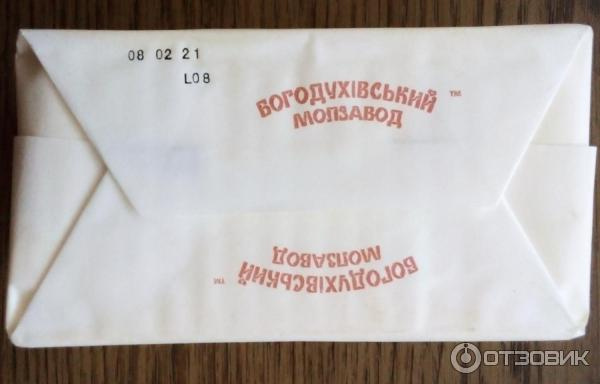 08 02 21
L08
БОГОДУХІВСЬКИЙ ™
МОЛЗАВОД
БОГОДУХІВСЬКИЙ ™
МОЛЗАВОД
ОТЗОВИК